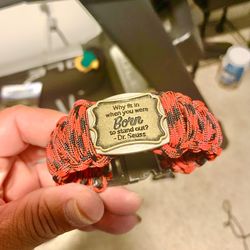 Why fit in
when you were
Born
to stand out?
- Dr. Seuss